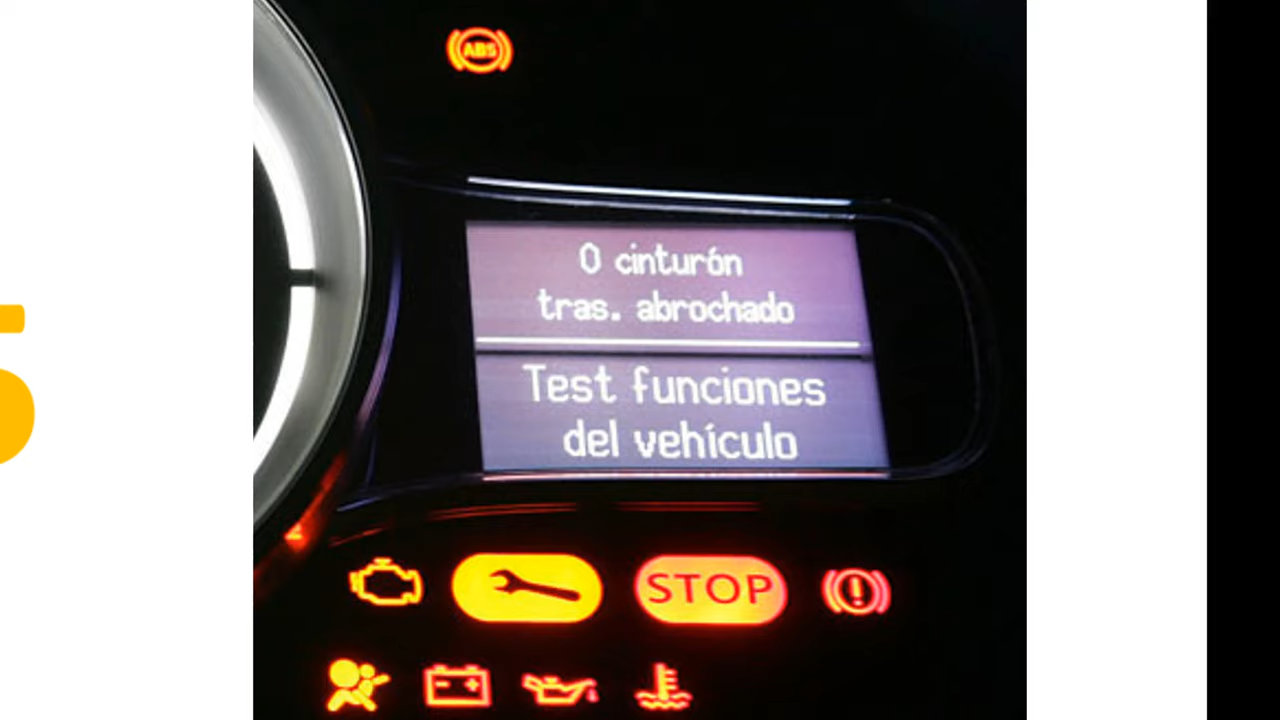 ABS
0 cinturón
tras. abrochado
Test funciones
del vehículo
STOP